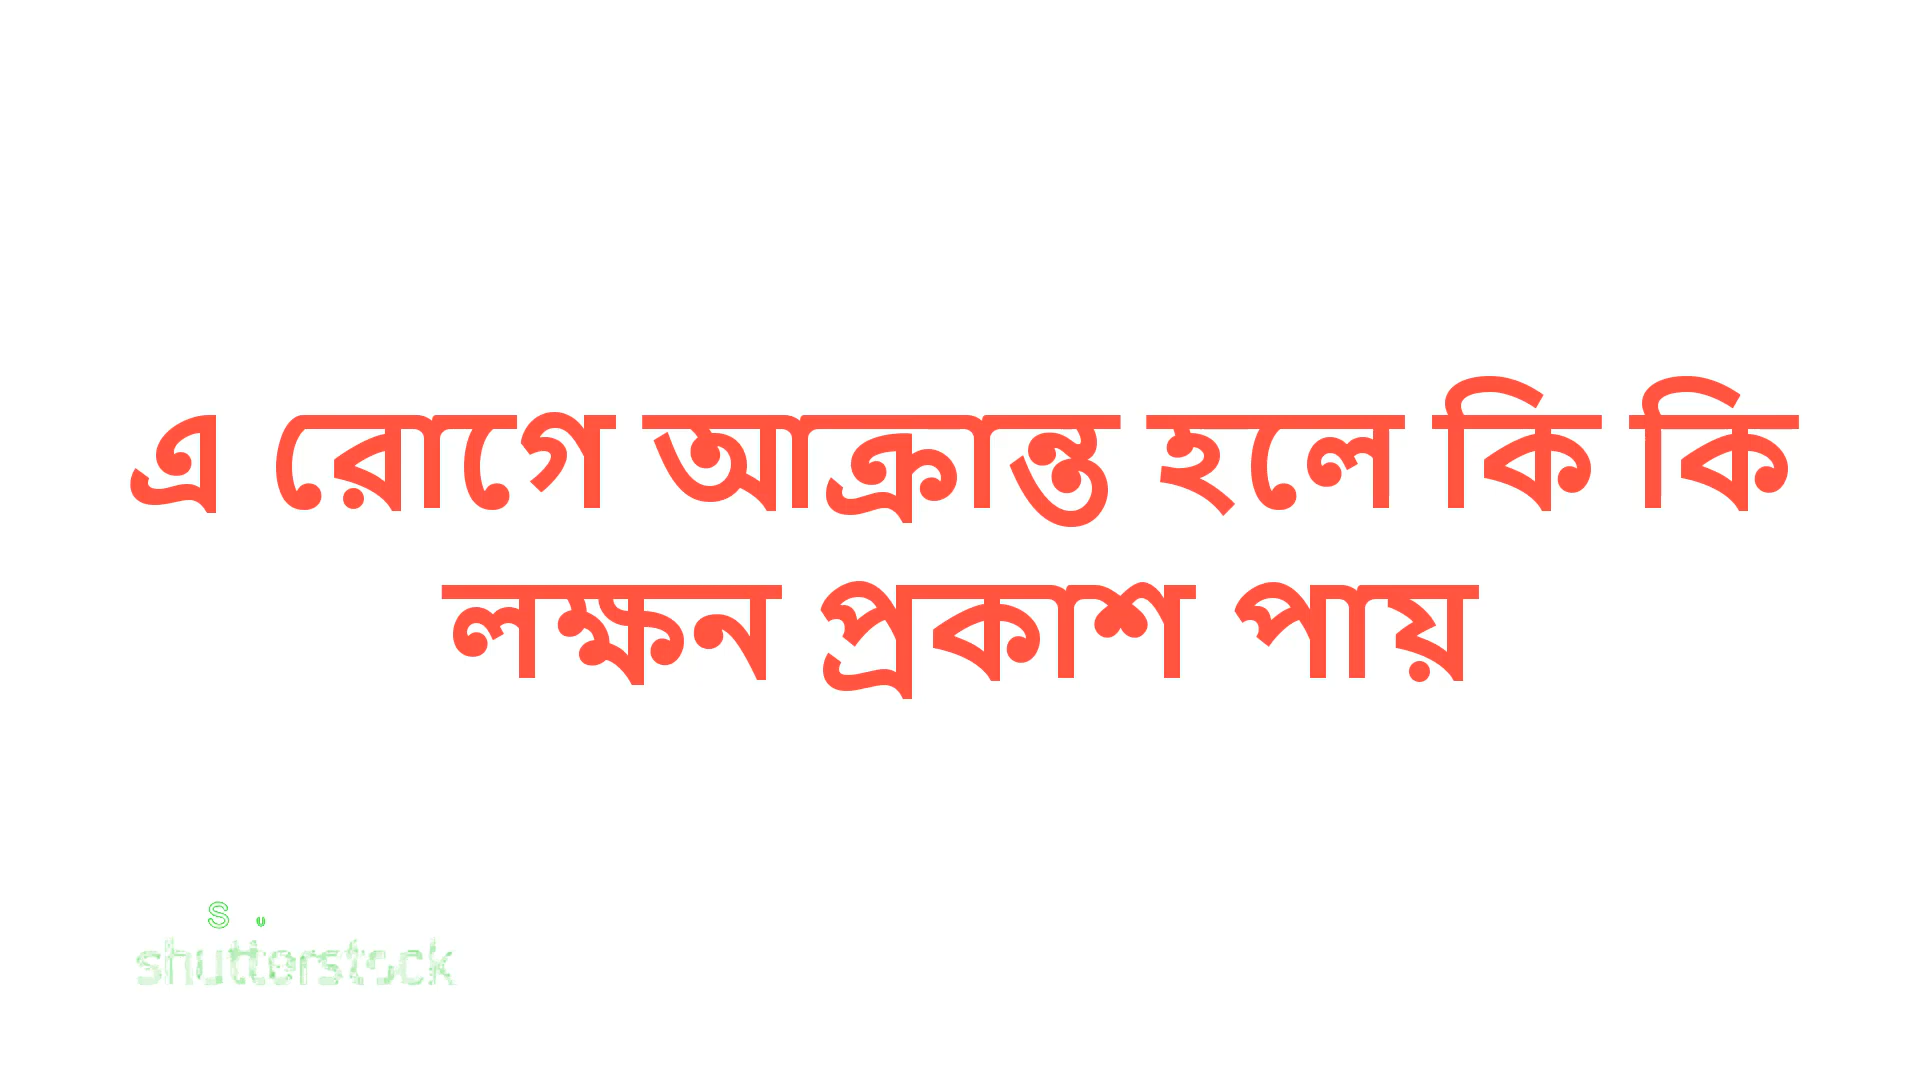 এ রোগে আক্রান্ত হলে কি কি
লক্ষন প্রকাশ পায়
S u
shutterstock